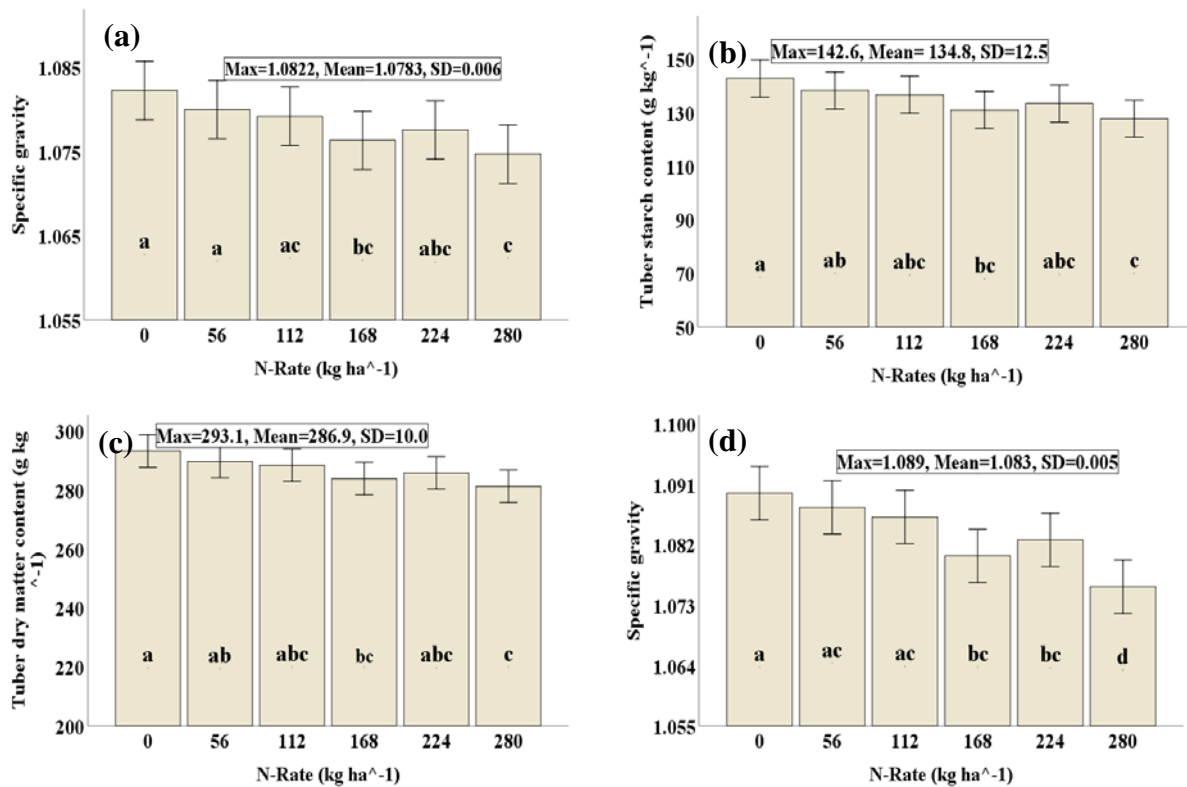 (a)
Max=1.0822, Mean=1.0783, SD=0.006
Specific gravity
1.085
1.075
1.065
1.055
a
a
ac
bc
abc
c
0
56
112
168
224
280
N-Rate (kg ha^-1)
(b)
Max=142.6, Mean= 134.8, SD=12.5
Tuber starch content (g kg^-1)
150
130
110
90
70
50
a
ab
abc
bc
abc
c
0
56
112
168
224
280
N-Rates (kg ha^-1)
(c)
Max=293.1, Mean=286.9, SD=10.0
Tuber dry matter content (g kg
^-1)
300
280
260
240
220
200
a
ab
abc
bc
abc
c
0
56
112
168
224
280
N-Rate (kg ha^-1)
(d)
Max=1.089, Mean=1.083, SD=0.005
Specific gravity
1.100
1.091
1.082
1.073
1.064
1.055
a
ac
ac
bc
bc
d
0
56
112
168
224
280
N-Rate (kg ha^-1)